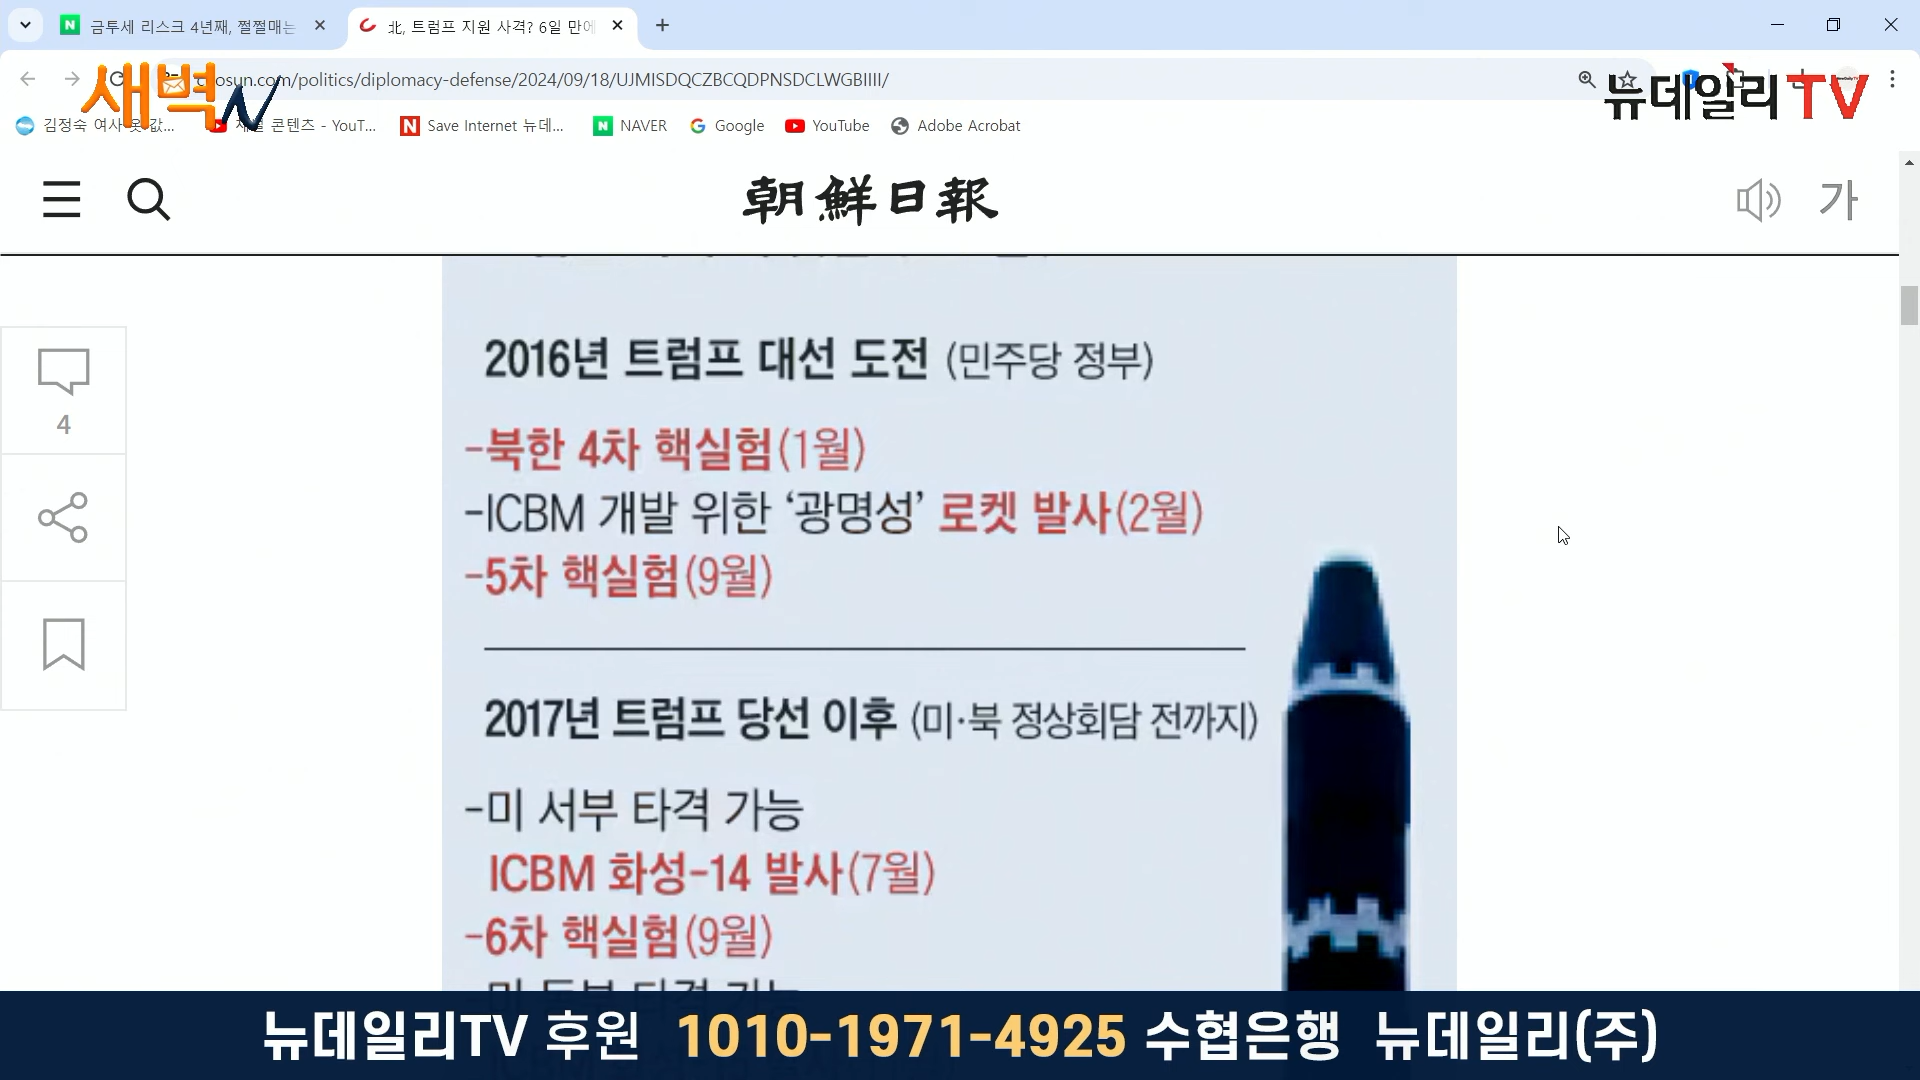 금투세 리스크 4년째, 쩔쩔매는
北, 트럼프 지원 사격? 6일 만에
osun.com/politics/diplomacy-defense/2024/09/18/UJMISDQCZBCQDPNSDCLWGBIIII/
새벽N
뉴데일리TV
김정숙 여사 옷 값...
콘텐츠 - YouT...
Save Internet 뉴데...
NAVER
Google
YouTube
Adobe Acrobat
朝鮮日報
가
4
2016년 트럼프 대선 도전 (민주당 정부)
-북한 4차 핵실험(1월)
-ICBM 개발 위한 ‘광명성’ 로켓 발사(2월)
-5차 핵실험(9월)
2017년 트럼프 당선 이후 (미·북 정상회담 전까지)
-미 서부 타격 가능
ICBM 화성-14 발사(7월)
-6차 핵실험(9월)
뉴데일리TV 후원 1010-1971-4925 수협은행 뉴데일리(주)